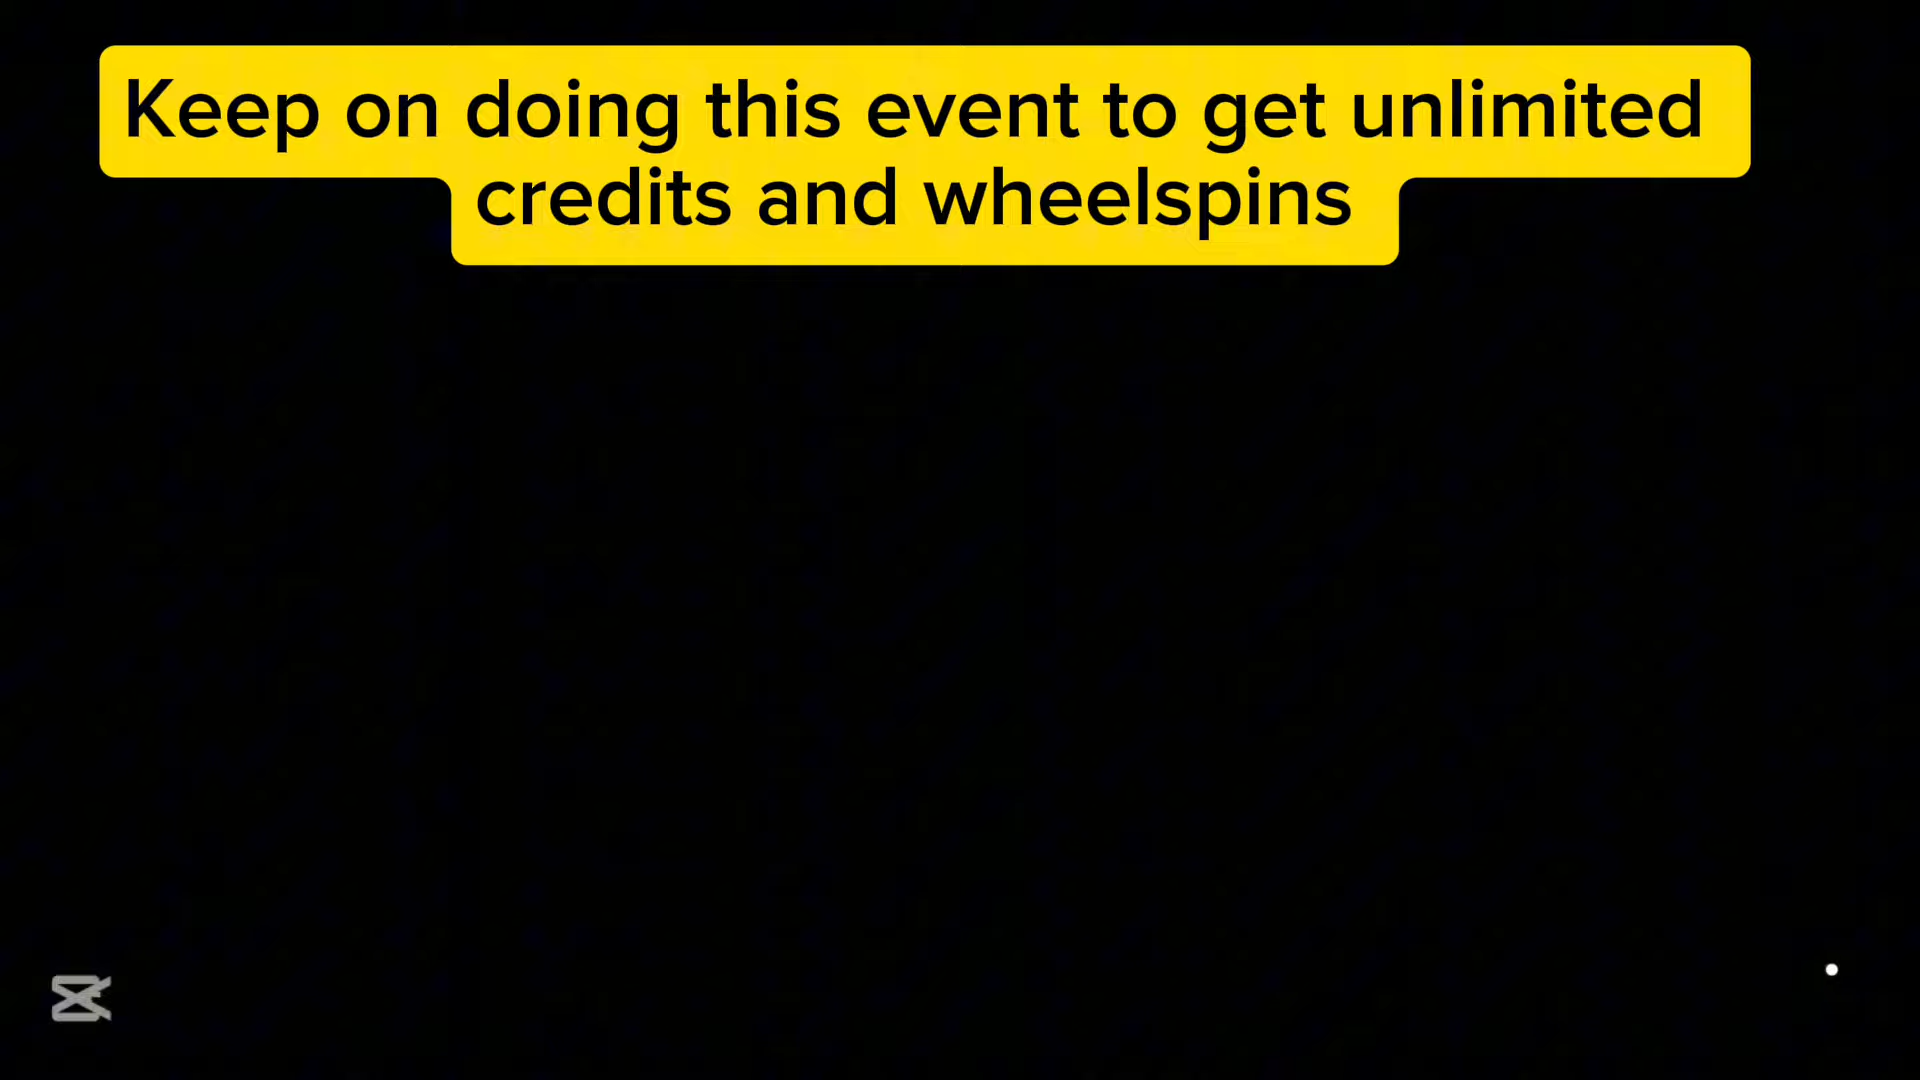 Keep on doing this event to get unlimited
credits and wheelspins